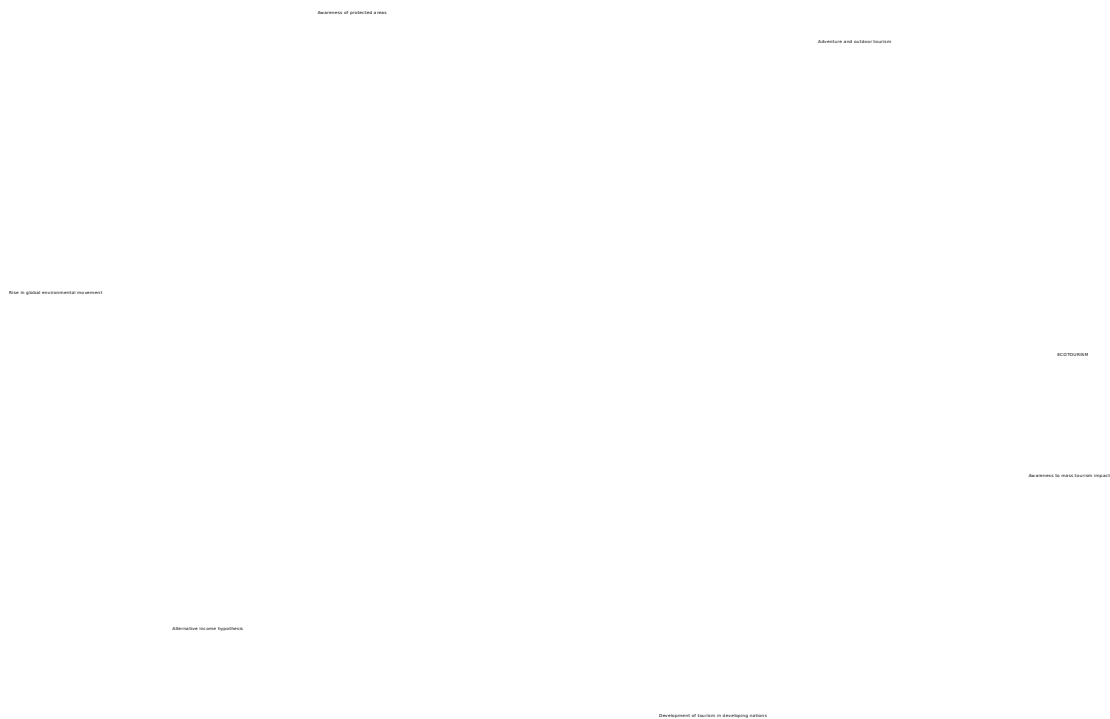 Awareness of protected areas
Adventure and outdoor tourism
Rise in global environmental movement
ECOTOURISM
Awareness to mass tourism impact
Alternative income hypothesis
Development of tourism in developing nations